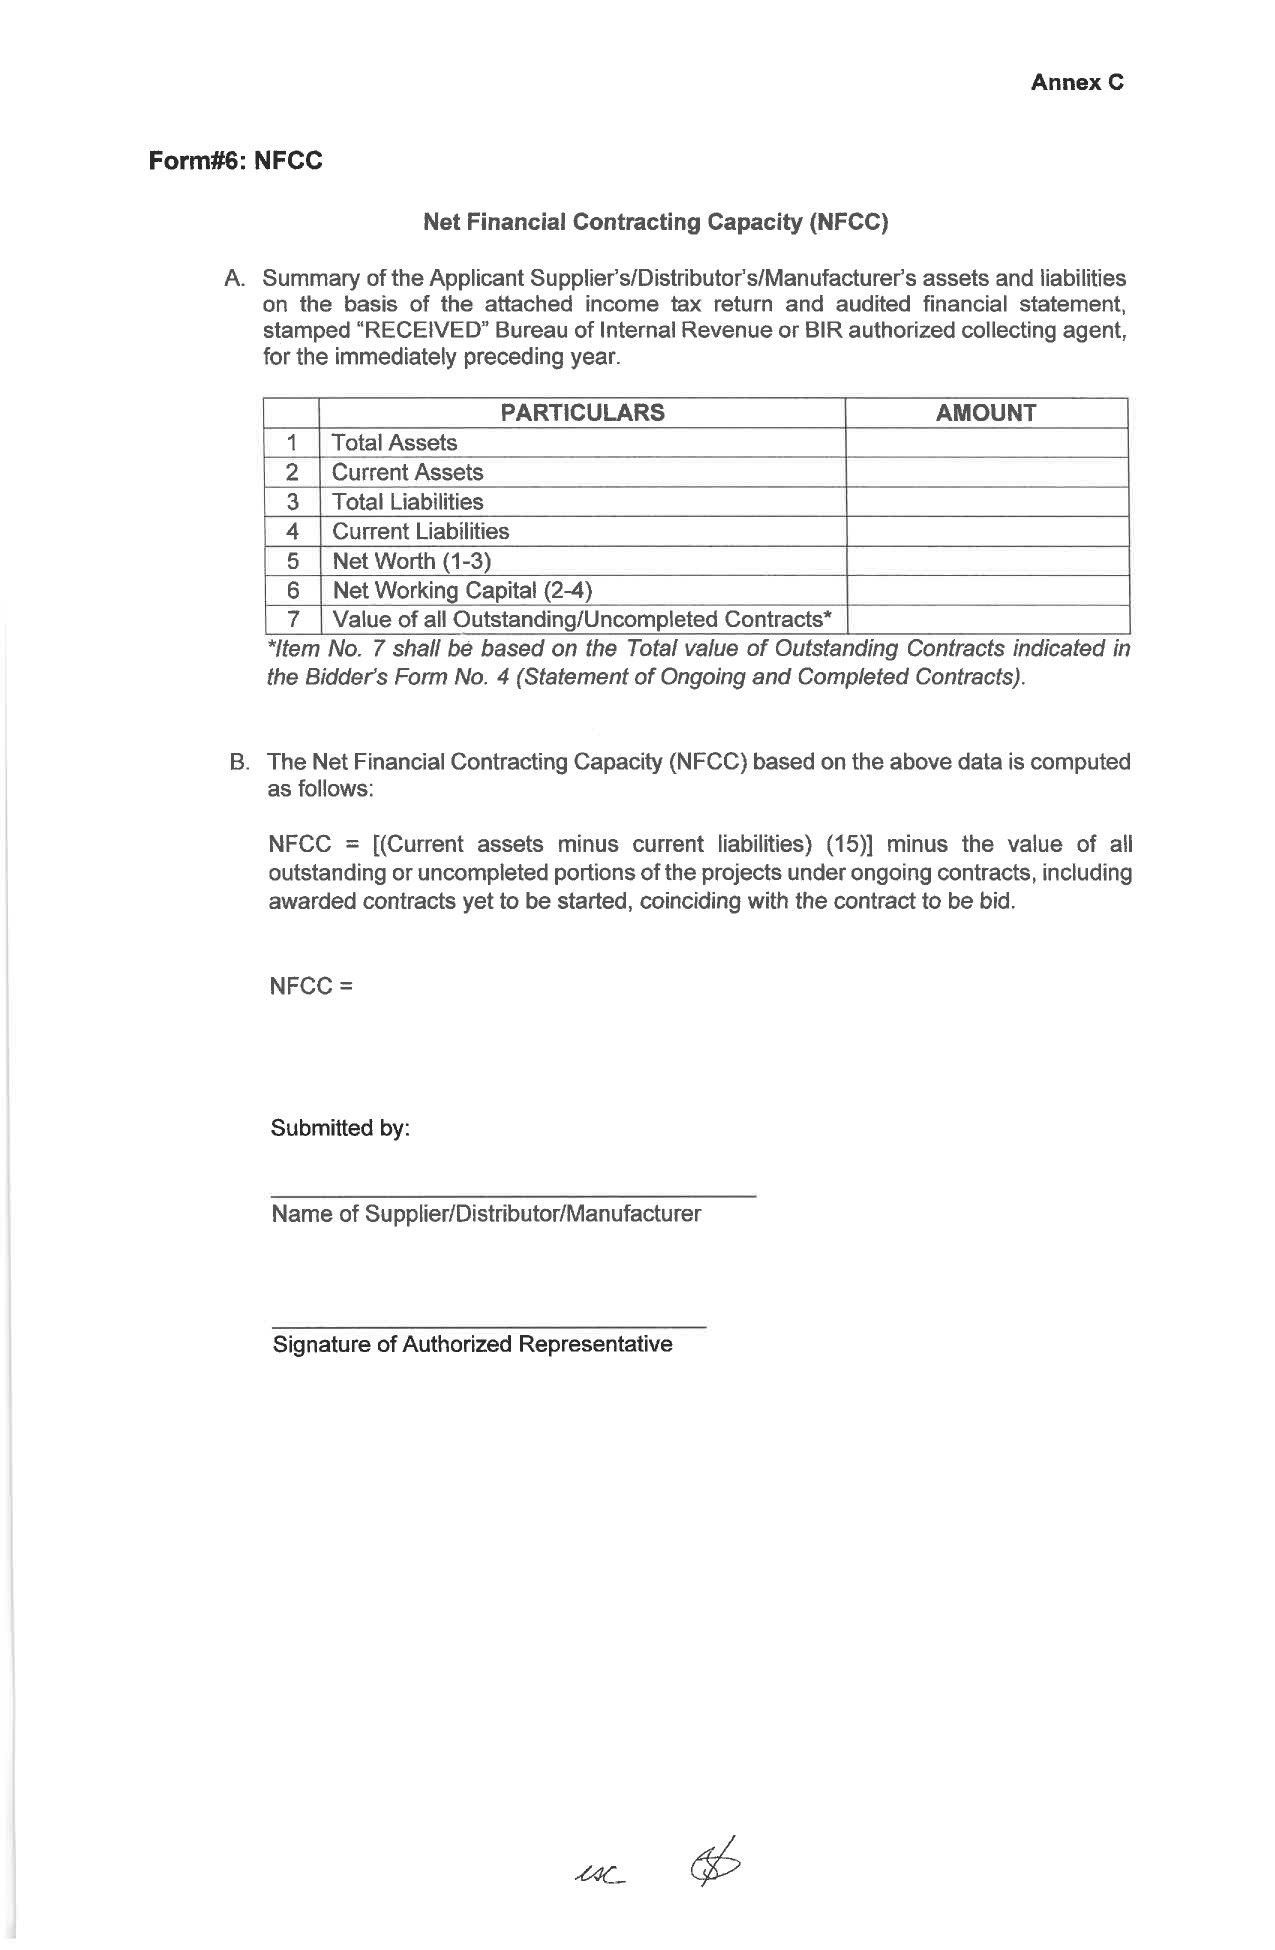 Annex C
Form#6: NFCC
Net Financial Contracting Capacity (NFCC)
A. Summary of the Applicant Supplier's/Distributor's/Manufacturer's assets and liabilities
on the basis of the attached income tax return and audited financial statement,
stamped “RECEIVED” Bureau of Internal Revenue or BIR authorized collecting agent,
for the immediately preceding year.
PARTICULARS AMOUNT
1 Total Assets
2 Current Assets
3 Total Liabilities
4 Current Liabilities
5 Net Worth (1-3)
6 Net Working Capital (2-4)
7 Value of all Outstanding/Uncompleted Contracts*
*Item No. 7 shall be based on the Total value of Outstanding Contracts indicated in
the Bidder's Form No. 4 (Statement of Ongoing and Completed Contracts).
B. The Net Financial Contracting Capacity (NFCC) based on the above data is computed
as follows:
NFCC = [(Current assets minus current liabilities) (15)] minus the value of all
outstanding or uncompleted portions of the projects under ongoing contracts, including
awarded contracts yet to be started, coinciding with the contract to be bid.
NFCC =
Submitted by:
Name of Supplier/Distributor/Manufacturer
Signature of Authorized Representative